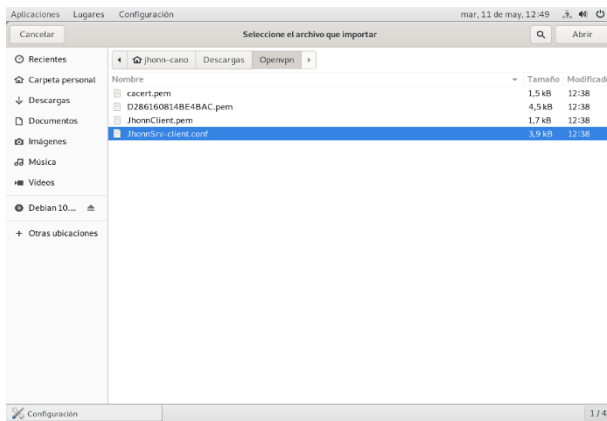 Aplicaciones Lugares Configuración mar, 11 de may, 12:49
Cancelar Seleccione el archivo que importar Abrir
Recientes
Carpeta personal
Descargas
Documentos
Imágenes
Música
Vídeos
Debian 10...
+ Otras ubicaciones
jhonn-cano Descargas Openvpn
Nombre Tamaño Modificado
cacert.pem 1,5 kB 12:38
D286160814BE4BAC.pem 4,5 kB 12:38
JhonnClient.pem 1,7 kB 12:38
JhonnSrv-client.conf 3,9 kB 12:38
Configuración 1/4